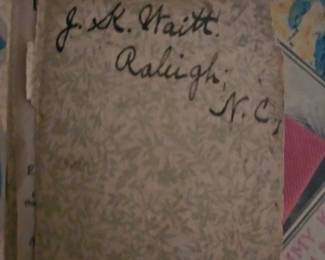 J. K. Waitt.
Raleigh,
N. C.,